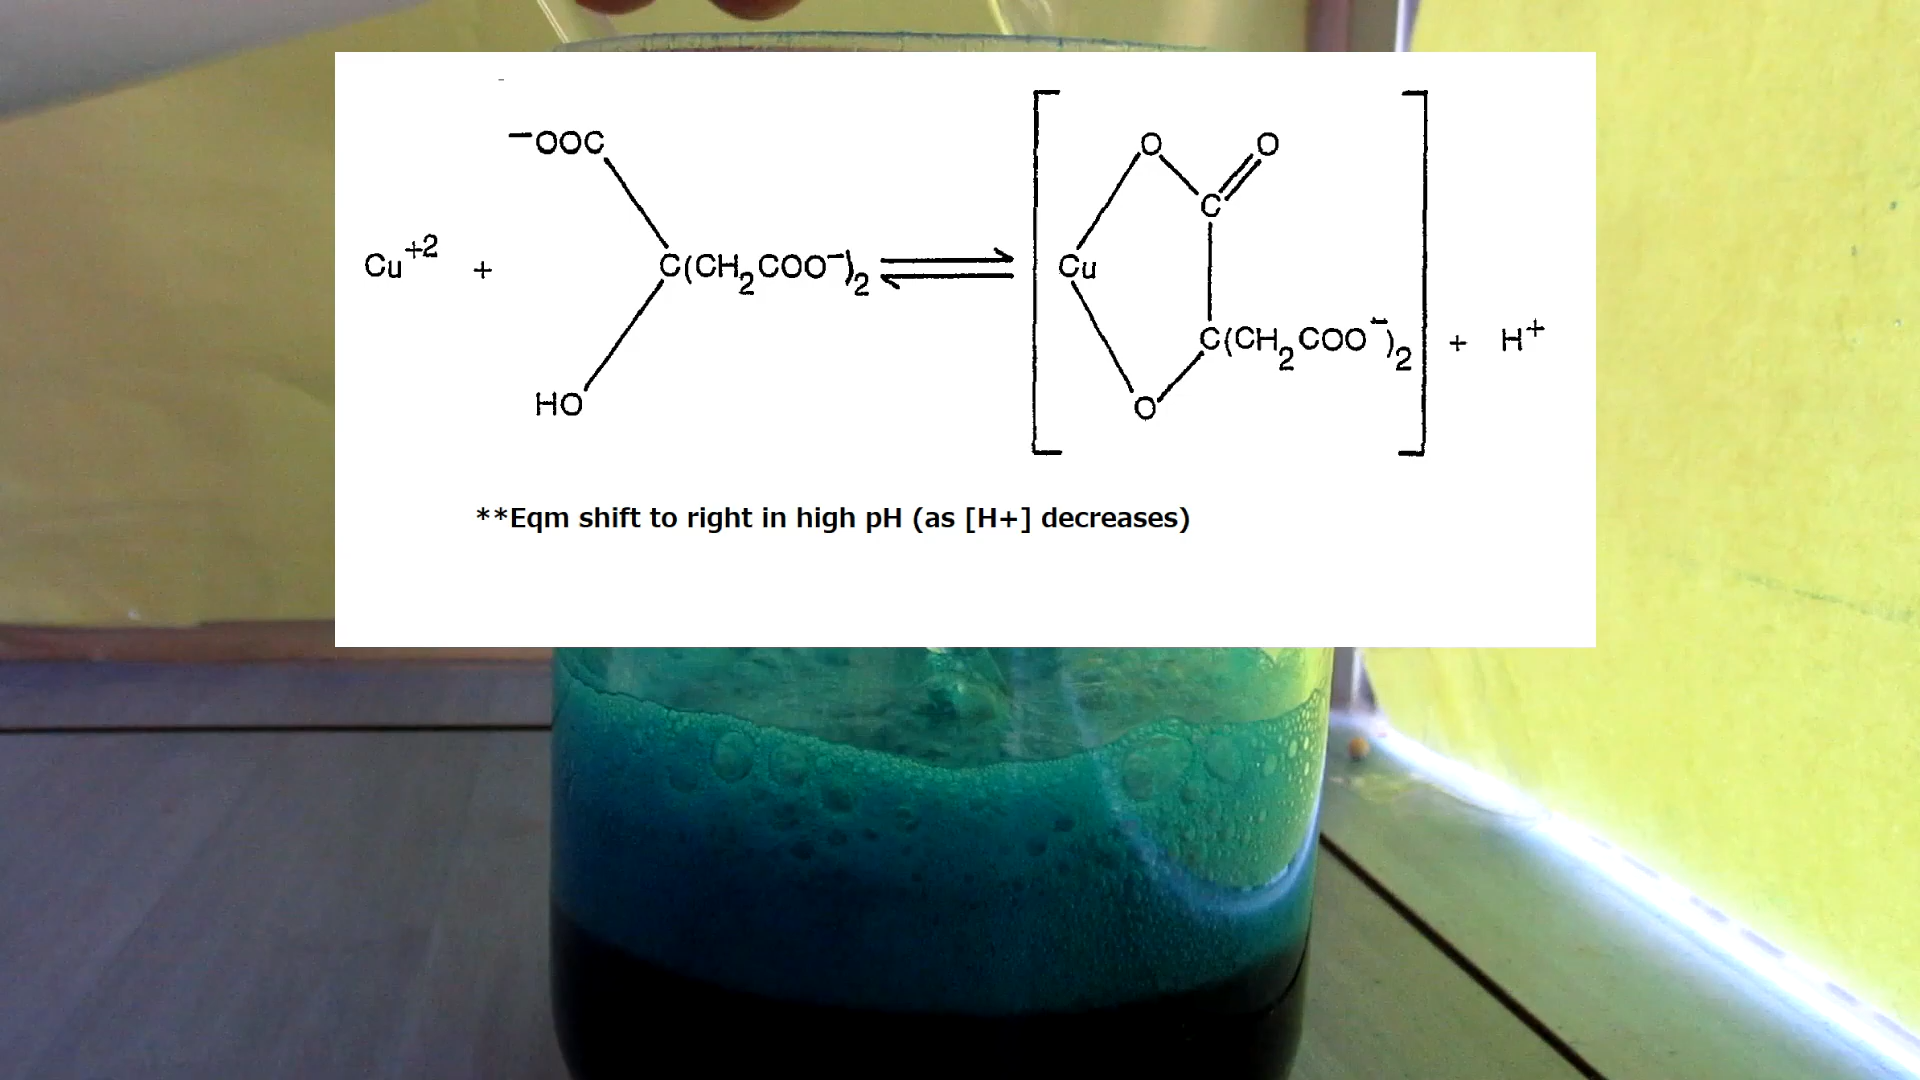 ⁻OOC
O O
C
Cu⁺² + C(CH₂COO⁻)₂ ⇌ Cu
C(CH₂COO⁻)₂ + H⁺
HO O
**Eqm shift to right in high pH (as [H+] decreases)